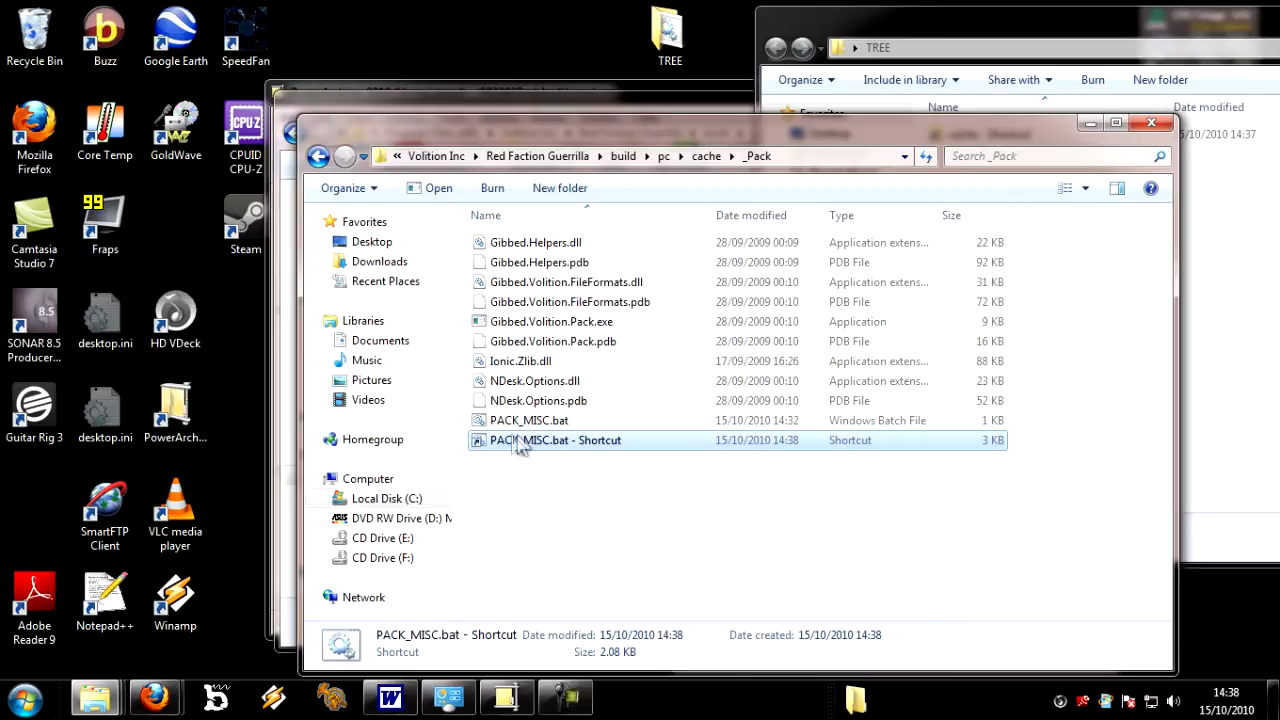 Recycle Bin
Buzz
Google Earth
SpeedFan
TREE
TREE
Organize
Include in library
Share with
Burn
New folder
Favorites
Name
Date modified
15/10/2010 14:37
« Volition Inc
Red Faction Guerrilla
build
pc
cache
_Pack
Search _Pack
Organize
Open
Burn
New folder
Name
Date modified
Type
Size
Favorites
Desktop
Downloads
Recent Places
Libraries
Documents
Music
Pictures
Videos
Homegroup
Computer
Local Disk (C:)
DVD RW Drive (D:) M
CD Drive (E:)
CD Drive (F:)
Network
Gibbed.Helpers.dll 28/09/2009 00:09 Application extens... 22 KB
Gibbed.Helpers.pdb 28/09/2009 00:09 PDB File 92 KB
Gibbed.Volition.FileFormats.dll 28/09/2009 00:10 Application extens... 31 KB
Gibbed.Volition.FileFormats.pdb 28/09/2009 00:10 PDB File 72 KB
Gibbed.Volition.Pack.exe 28/09/2009 00:10 Application 9 KB
Gibbed.Volition.Pack.pdb 28/09/2009 00:10 PDB File 16 KB
Ionic.Zlib.dll 17/09/2009 16:26 Application extens... 88 KB
NDesk.Options.dll 28/09/2009 00:10 Application extens... 23 KB
NDesk.Options.pdb 28/09/2009 00:10 PDB File 52 KB
PACK_MISC.bat 15/10/2010 14:32 Windows Batch File 1 KB
PACK_MISC.bat - Shortcut 15/10/2010 14:38 Shortcut 3 KB
PACK_MISC.bat - Shortcut Date modified: 15/10/2010 14:38 Date created: 15/10/2010 14:38
Shortcut Size: 2.08 KB
Mozilla
Firefox
Core Temp
GoldWave
CPU-Z
CPUID
CPU-Z
Camtasia
Studio 7
99
Fraps
Steam
8.5
SONAR 8.5
Producer...
desktop.ini
HD VDeck
Guitar Rig 3
desktop.ini
PowerArch...
SmartFTP
Client
VLC media
player
Adobe
Reader 9
Notepad++
Winamp
14:38
15/10/2010